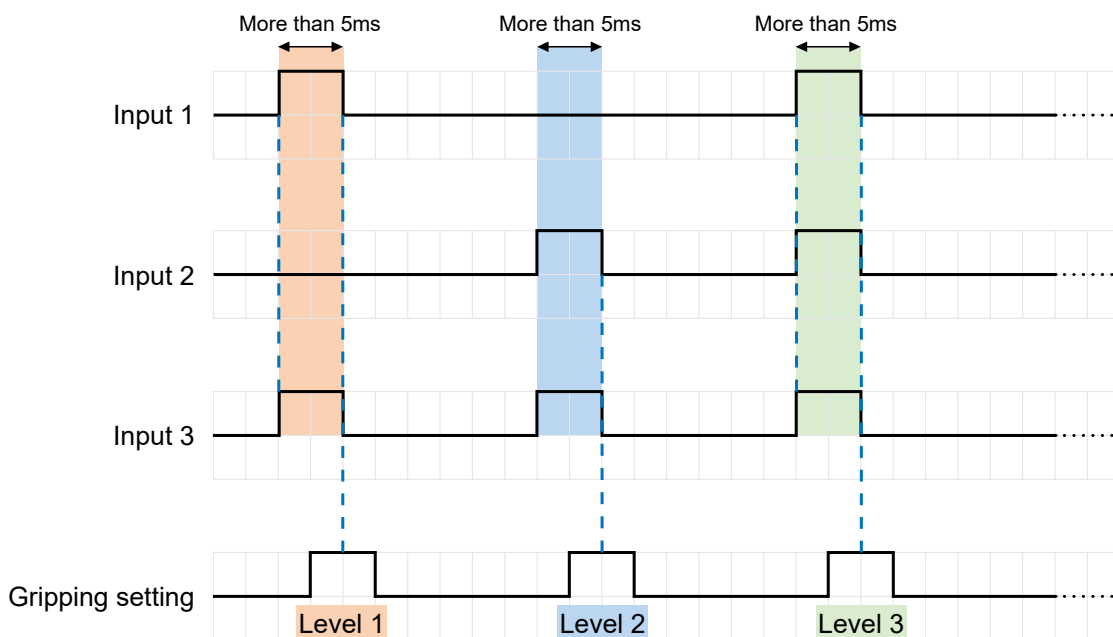 More than 5ms
More than 5ms
More than 5ms
Input 1
Input 2
Input 3
Gripping setting
Level 1
Level 2
Level 3